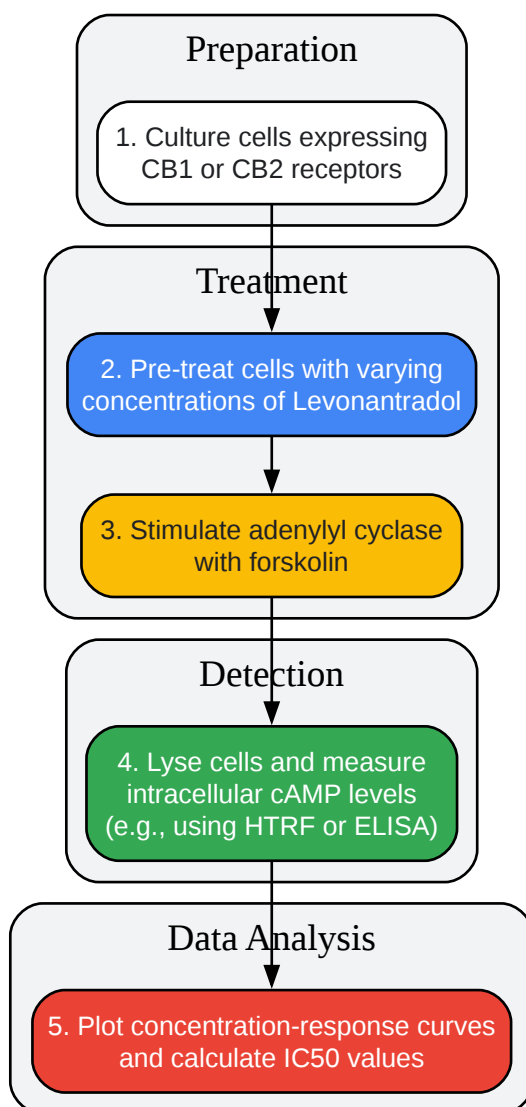 Preparation
1. Culture cells expressing
CB1 or CB2 receptors
Treatment
2. Pre-treat cells with varying
concentrations of Levonantradol
3. Stimulate adenylyl cyclase
with forskolin
Detection
4. Lyse cells and measure
intracellular cAMP levels
(e.g., using HTRF or ELISA)
Data Analysis
5. Plot concentration-response curves
and calculate IC50 values